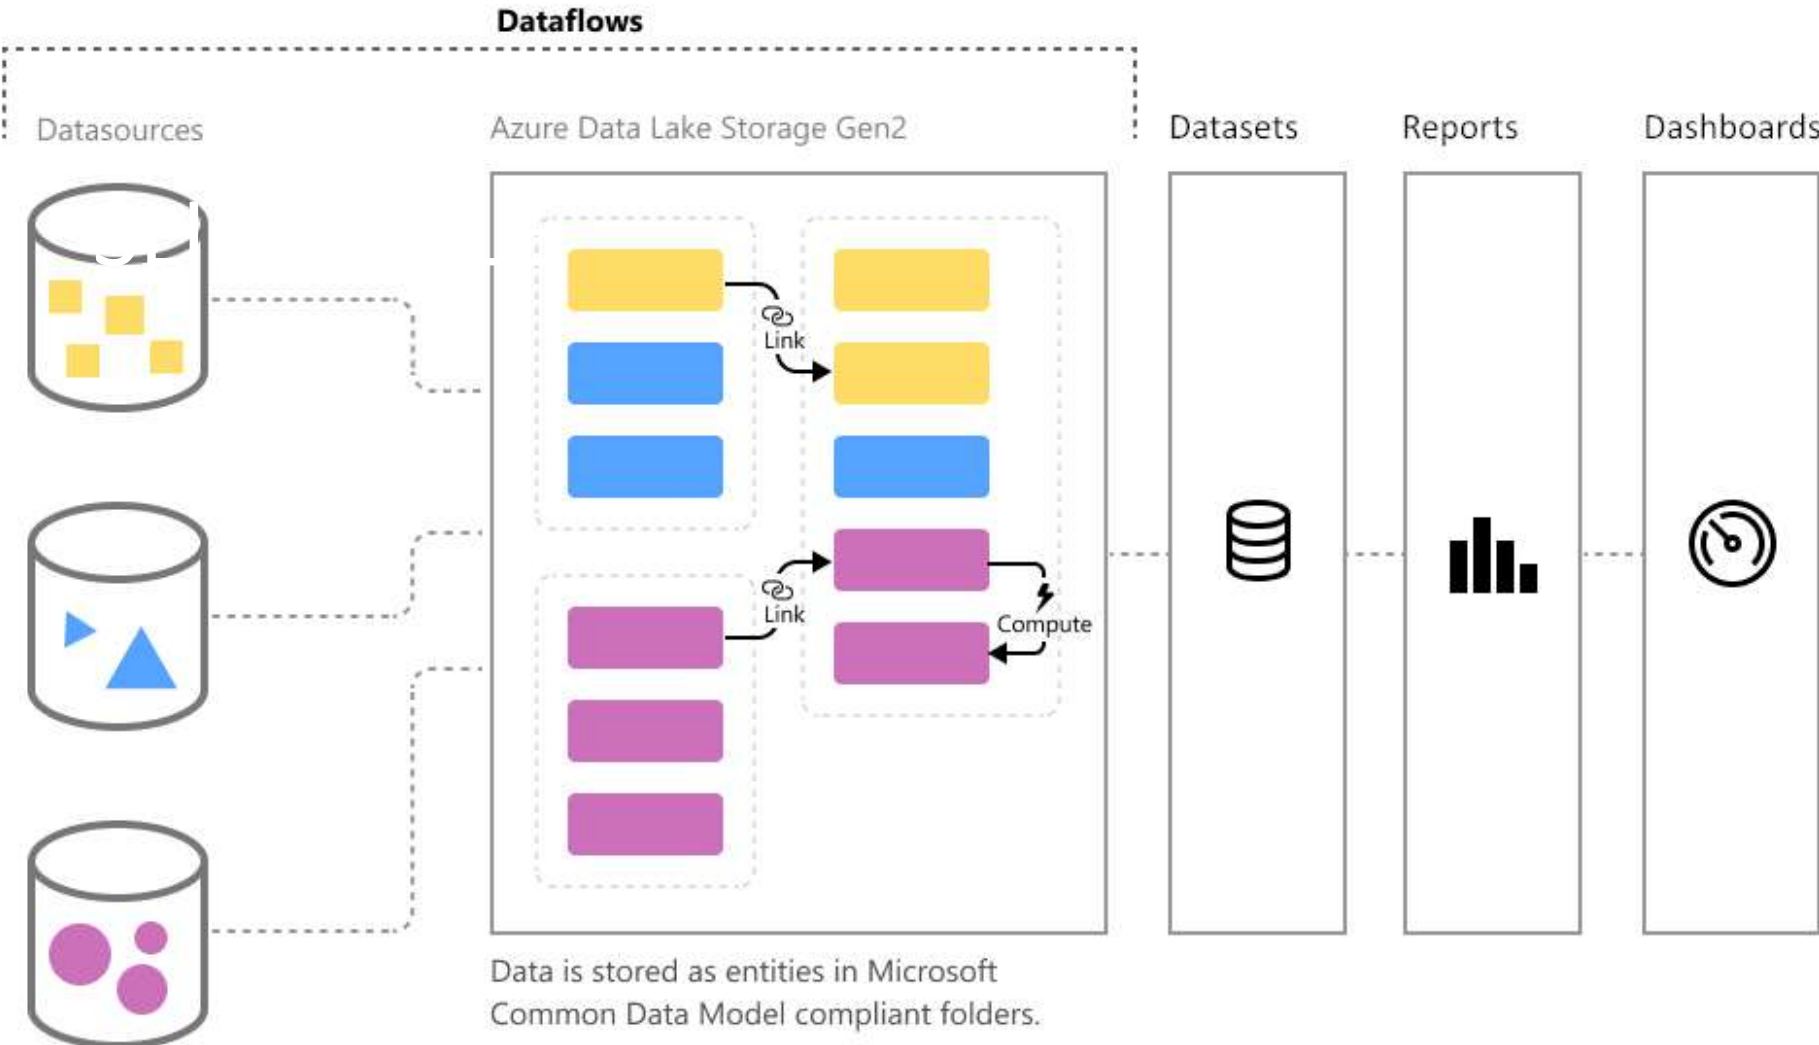 Dataflows
Datasources
Azure Data Lake Storage Gen2
Datasets
Reports
Dashboards
Link
Link
Compute
Data is stored as entities in Microsoft
Common Data Model compliant folders.